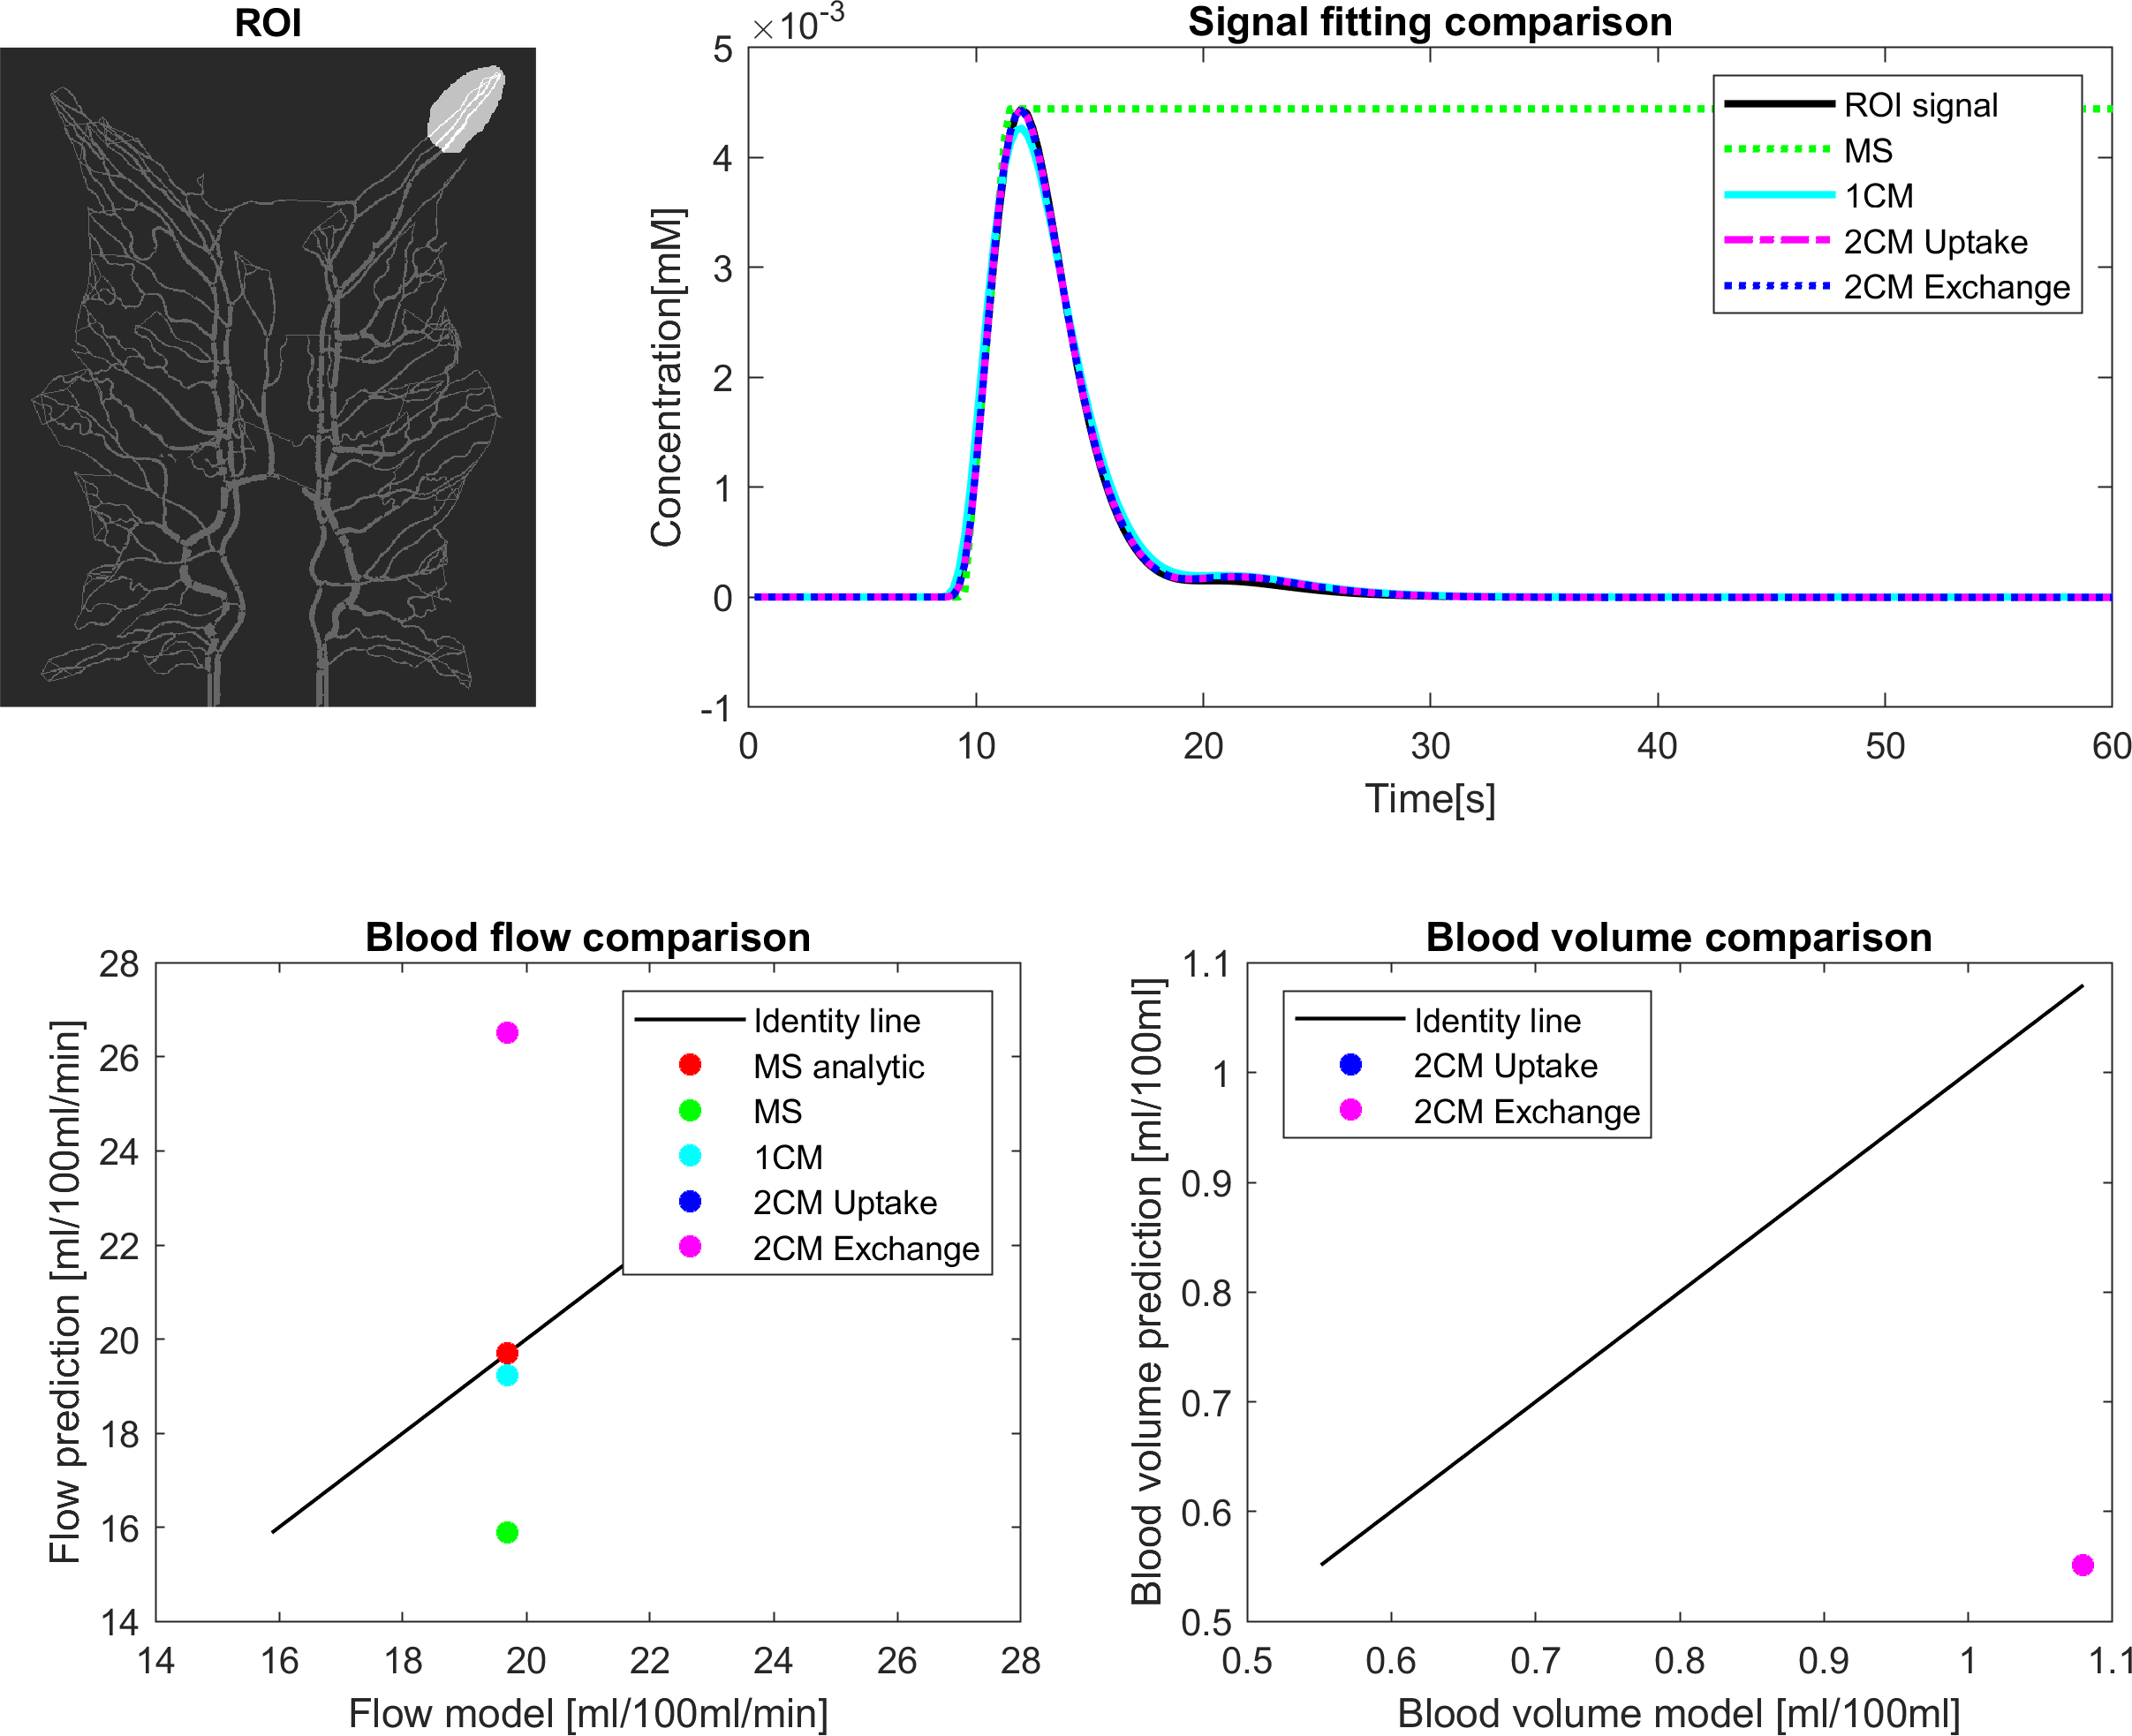 ROI
Signal fitting comparison
×10-3
5
4
3
2
1
0
-1
Concentration[mM]
0 10 20 30 40 50 60
Time[s]
ROI signal
MS
1CM
2CM Uptake
2CM Exchange
Blood flow comparison
28
26
24
22
20
18
16
14
Flow prediction [ml/100ml/min]
14 16 18 20 22 24 26 28
Flow model [ml/100ml/min]
Identity line
MS analytic
MS
1CM
2CM Uptake
2CM Exchange
Blood volume comparison
1.1
1
0.9
0.8
0.7
0.6
0.5
Blood volume prediction [ml/100ml]
0.5 0.6 0.7 0.8 0.9 1 1.1
Blood volume model [ml/100ml]
Identity line
2CM Uptake
2CM Exchange